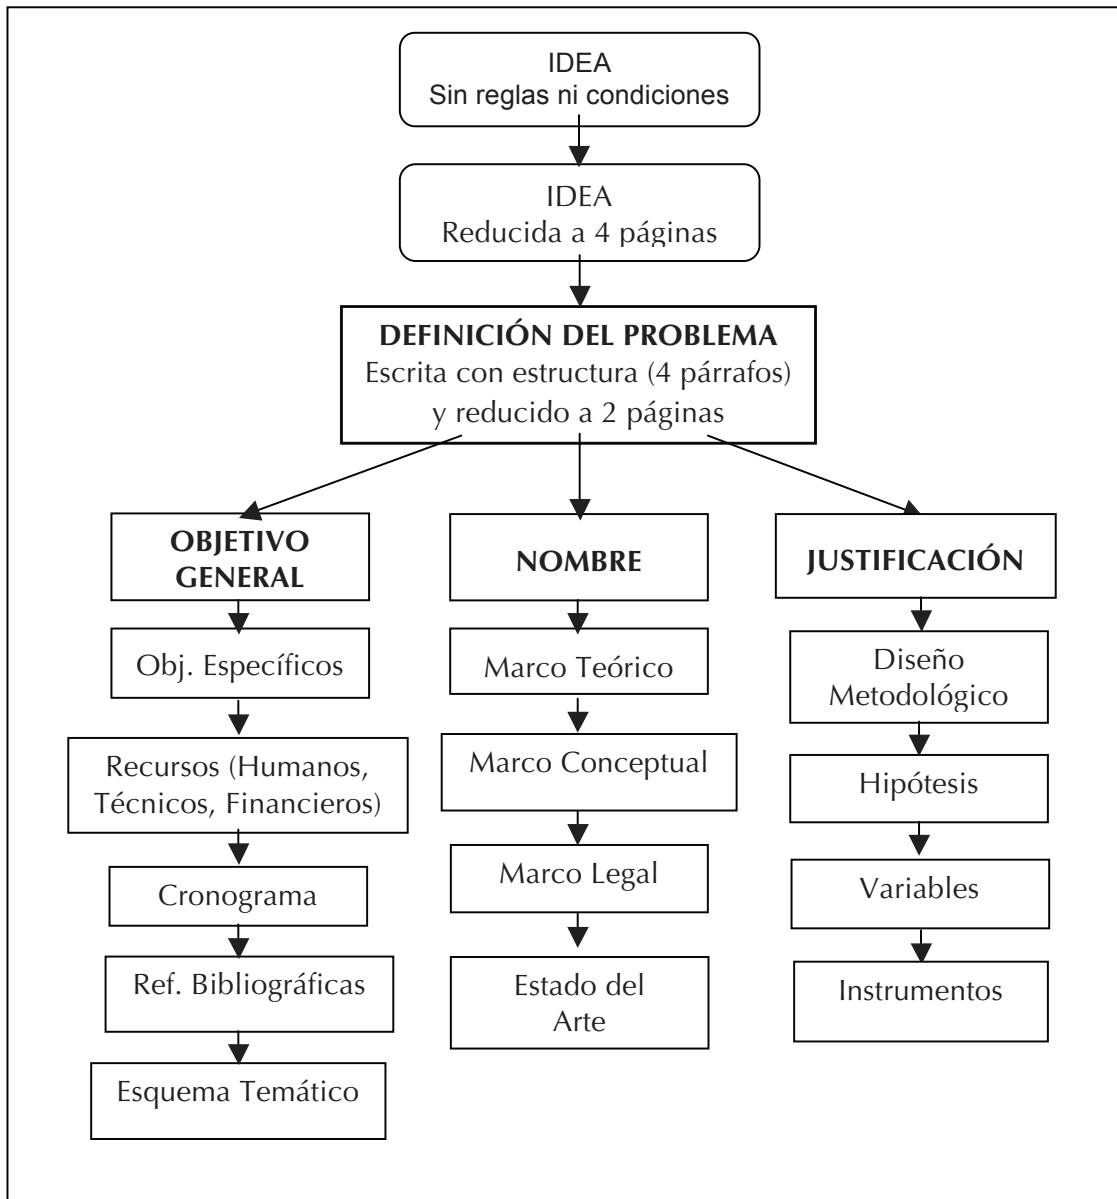 IDEA
Sin reglas ni condiciones
IDEA
Reducida a 4 páginas
DEFINICIÓN DEL PROBLEMA
Escrita con estructura (4 párrafos)
y reducido a 2 páginas
OBJETIVO
GENERAL
Obj. Específicos
Recursos (Humanos,
Técnicos, Financieros)
Cronograma
Ref. Bibliográficas
Esquema Temático
NOMBRE
Marco Teórico
Marco Conceptual
Marco Legal
Estado del
Arte
JUSTIFICACIÓN
Diseño
Metodológico
Hipótesis
Variables
Instrumentos